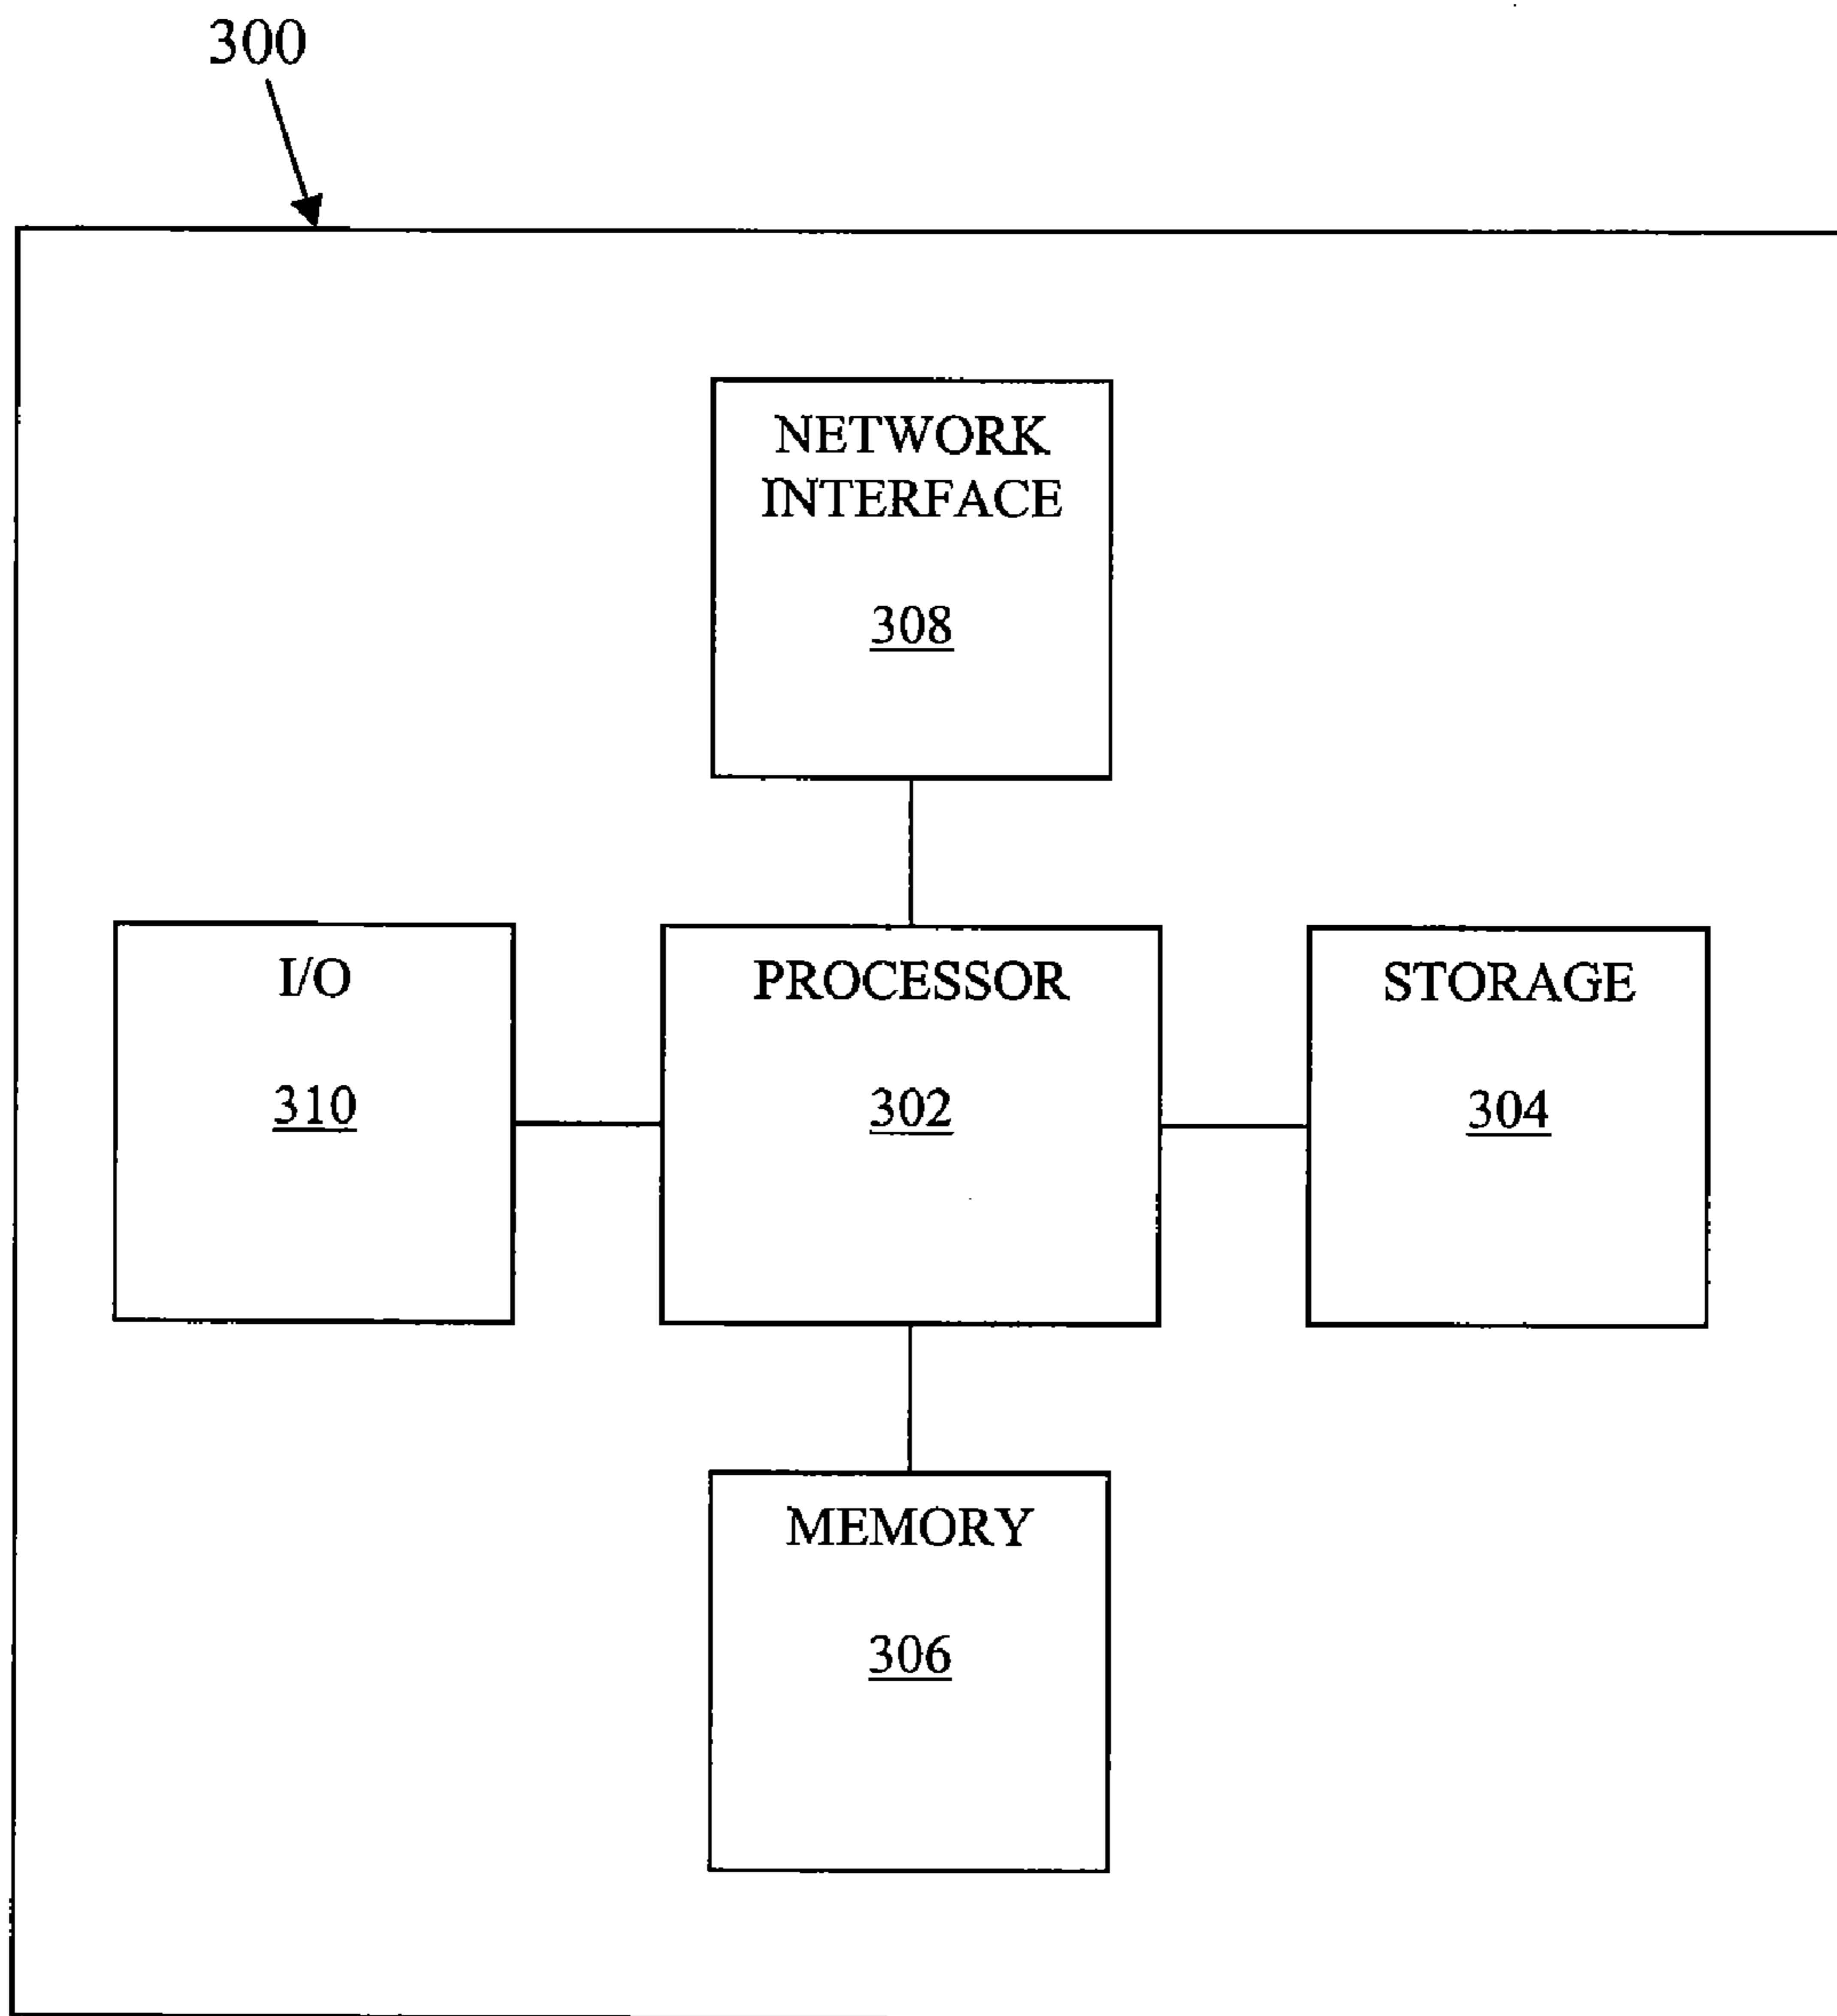 300
NETWORK
INTERFACE
308
I/O
310
PROCESSOR
302
STORAGE
304
MEMORY
306